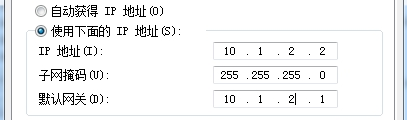 自动获得 IP 地址(O)
使用下面的 IP 地址(S):
IP 地址(I): 10 . 1 . 2 . 2
子网掩码(U): 255 .255 .255 . 0
默认网关(D): 10 . 1 . 2 . 1